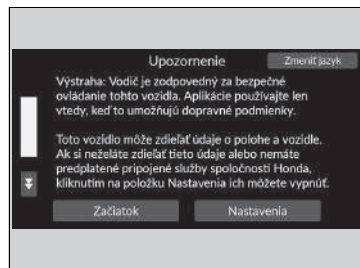 Upozornenie
Zmeniť jazyk
Výstraha: Vodič je zodpovedný za bezpečné
ovládanie tohto vozidla. Aplikácie používajte len
vtedy, keď to umožňujú dopravné podmienky.
Toto vozidlo môže zdieľať údaje o polohe a vozidle.
Ak si neželáte zdieľať tieto údaje alebo nemáte
predplatené pripojené služby spoločnosti Honda,
kliknutím na položku Nastavenia ich môžete vypnúť.
Začiatok
Nastavenia